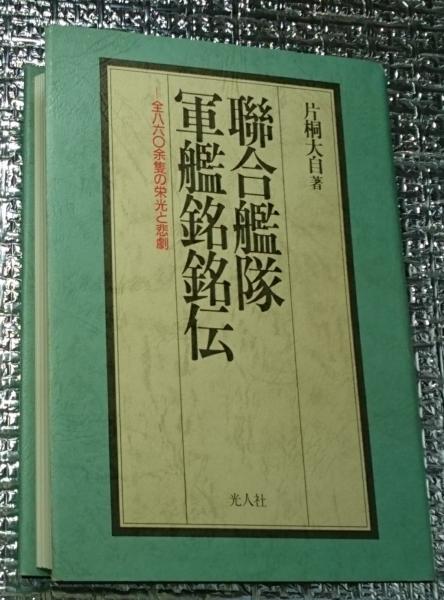 片桐大自著
聯合艦隊
軍艦銘銘伝
—全八六〇余隻の栄光と悲劇
光人社